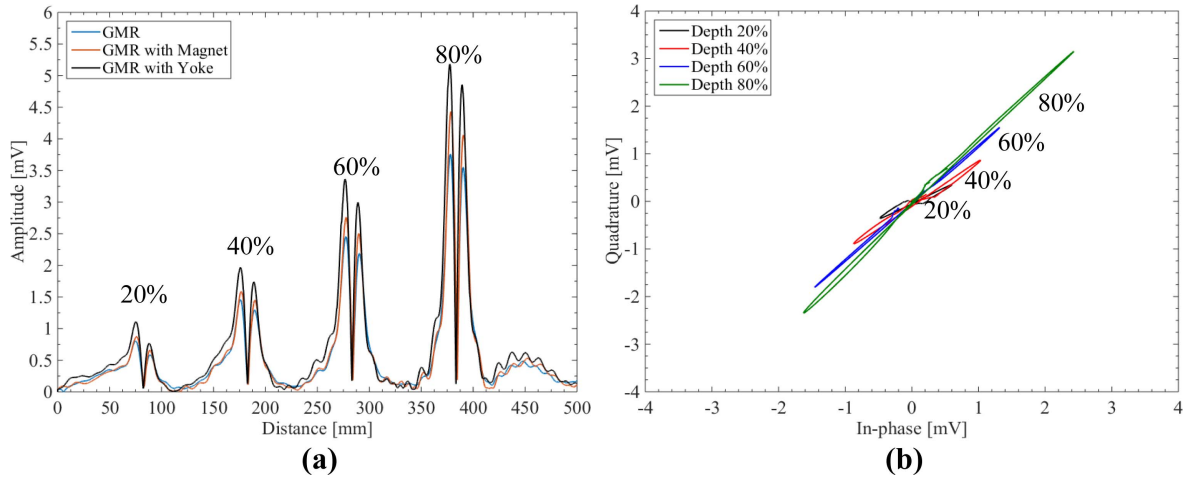 GMR
GMR with Magnet
GMR with Yoke
20%
40%
60%
80%
Amplitude [mV]
6
5.5
5
4.5
4
3.5
3
2.5
2
1.5
1
0.5
0
0 50 100 150 200 250 300 350 400 450 500
Distance [mm]
(a)
Depth 20%
Depth 40%
Depth 60%
Depth 80%
80%
60%
40%
20%
Quadrature [mV]
4
3
2
1
0
-1
-2
-3
-4
-4 -3 -2 -1 0 1 2 3 4
In-phase [mV]
(b)